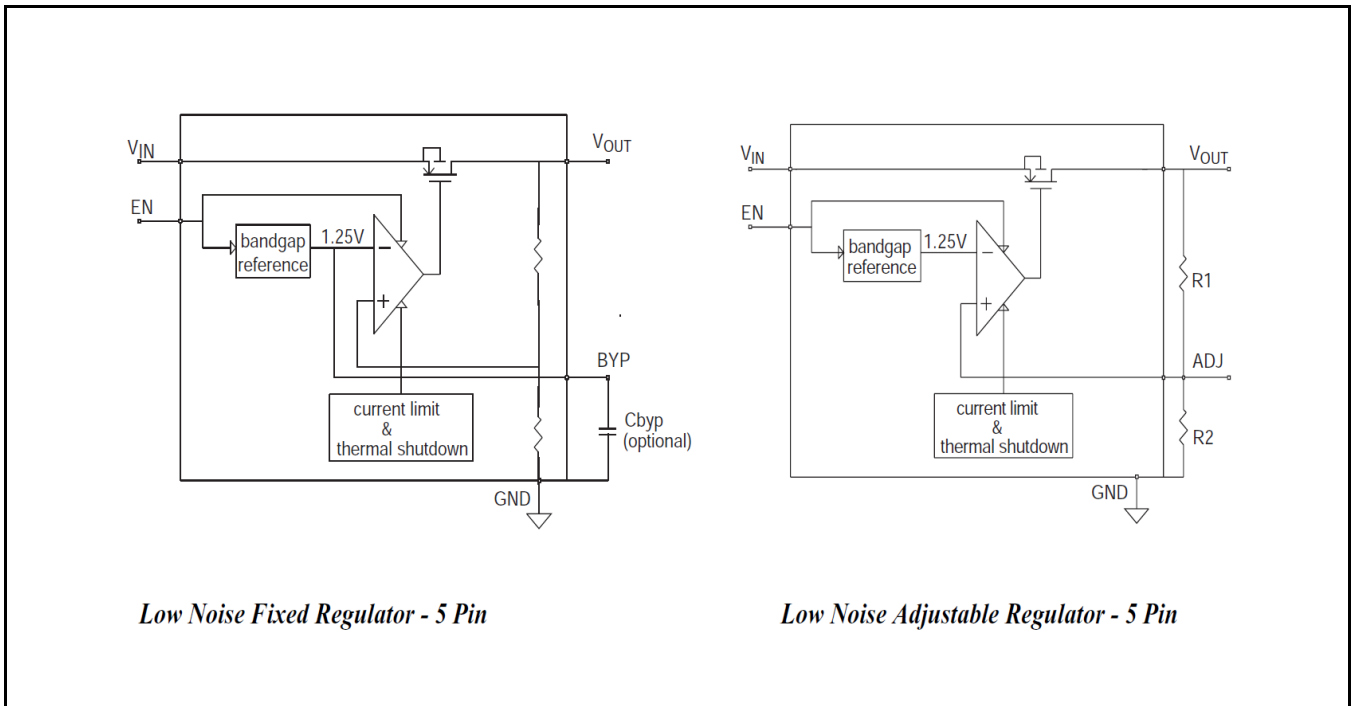 VIN
VOUT
EN
bandgap
reference
1.25V
−
+
BYP
current limit
&
thermal shutdown
Cbyp
(optional)
GND
Low Noise Fixed Regulator - 5 Pin
VIN
VOUT
EN
bandgap
reference
1.25V
−
+
R1
ADJ
current limit
&
thermal shutdown
R2
GND
Low Noise Adjustable Regulator - 5 Pin